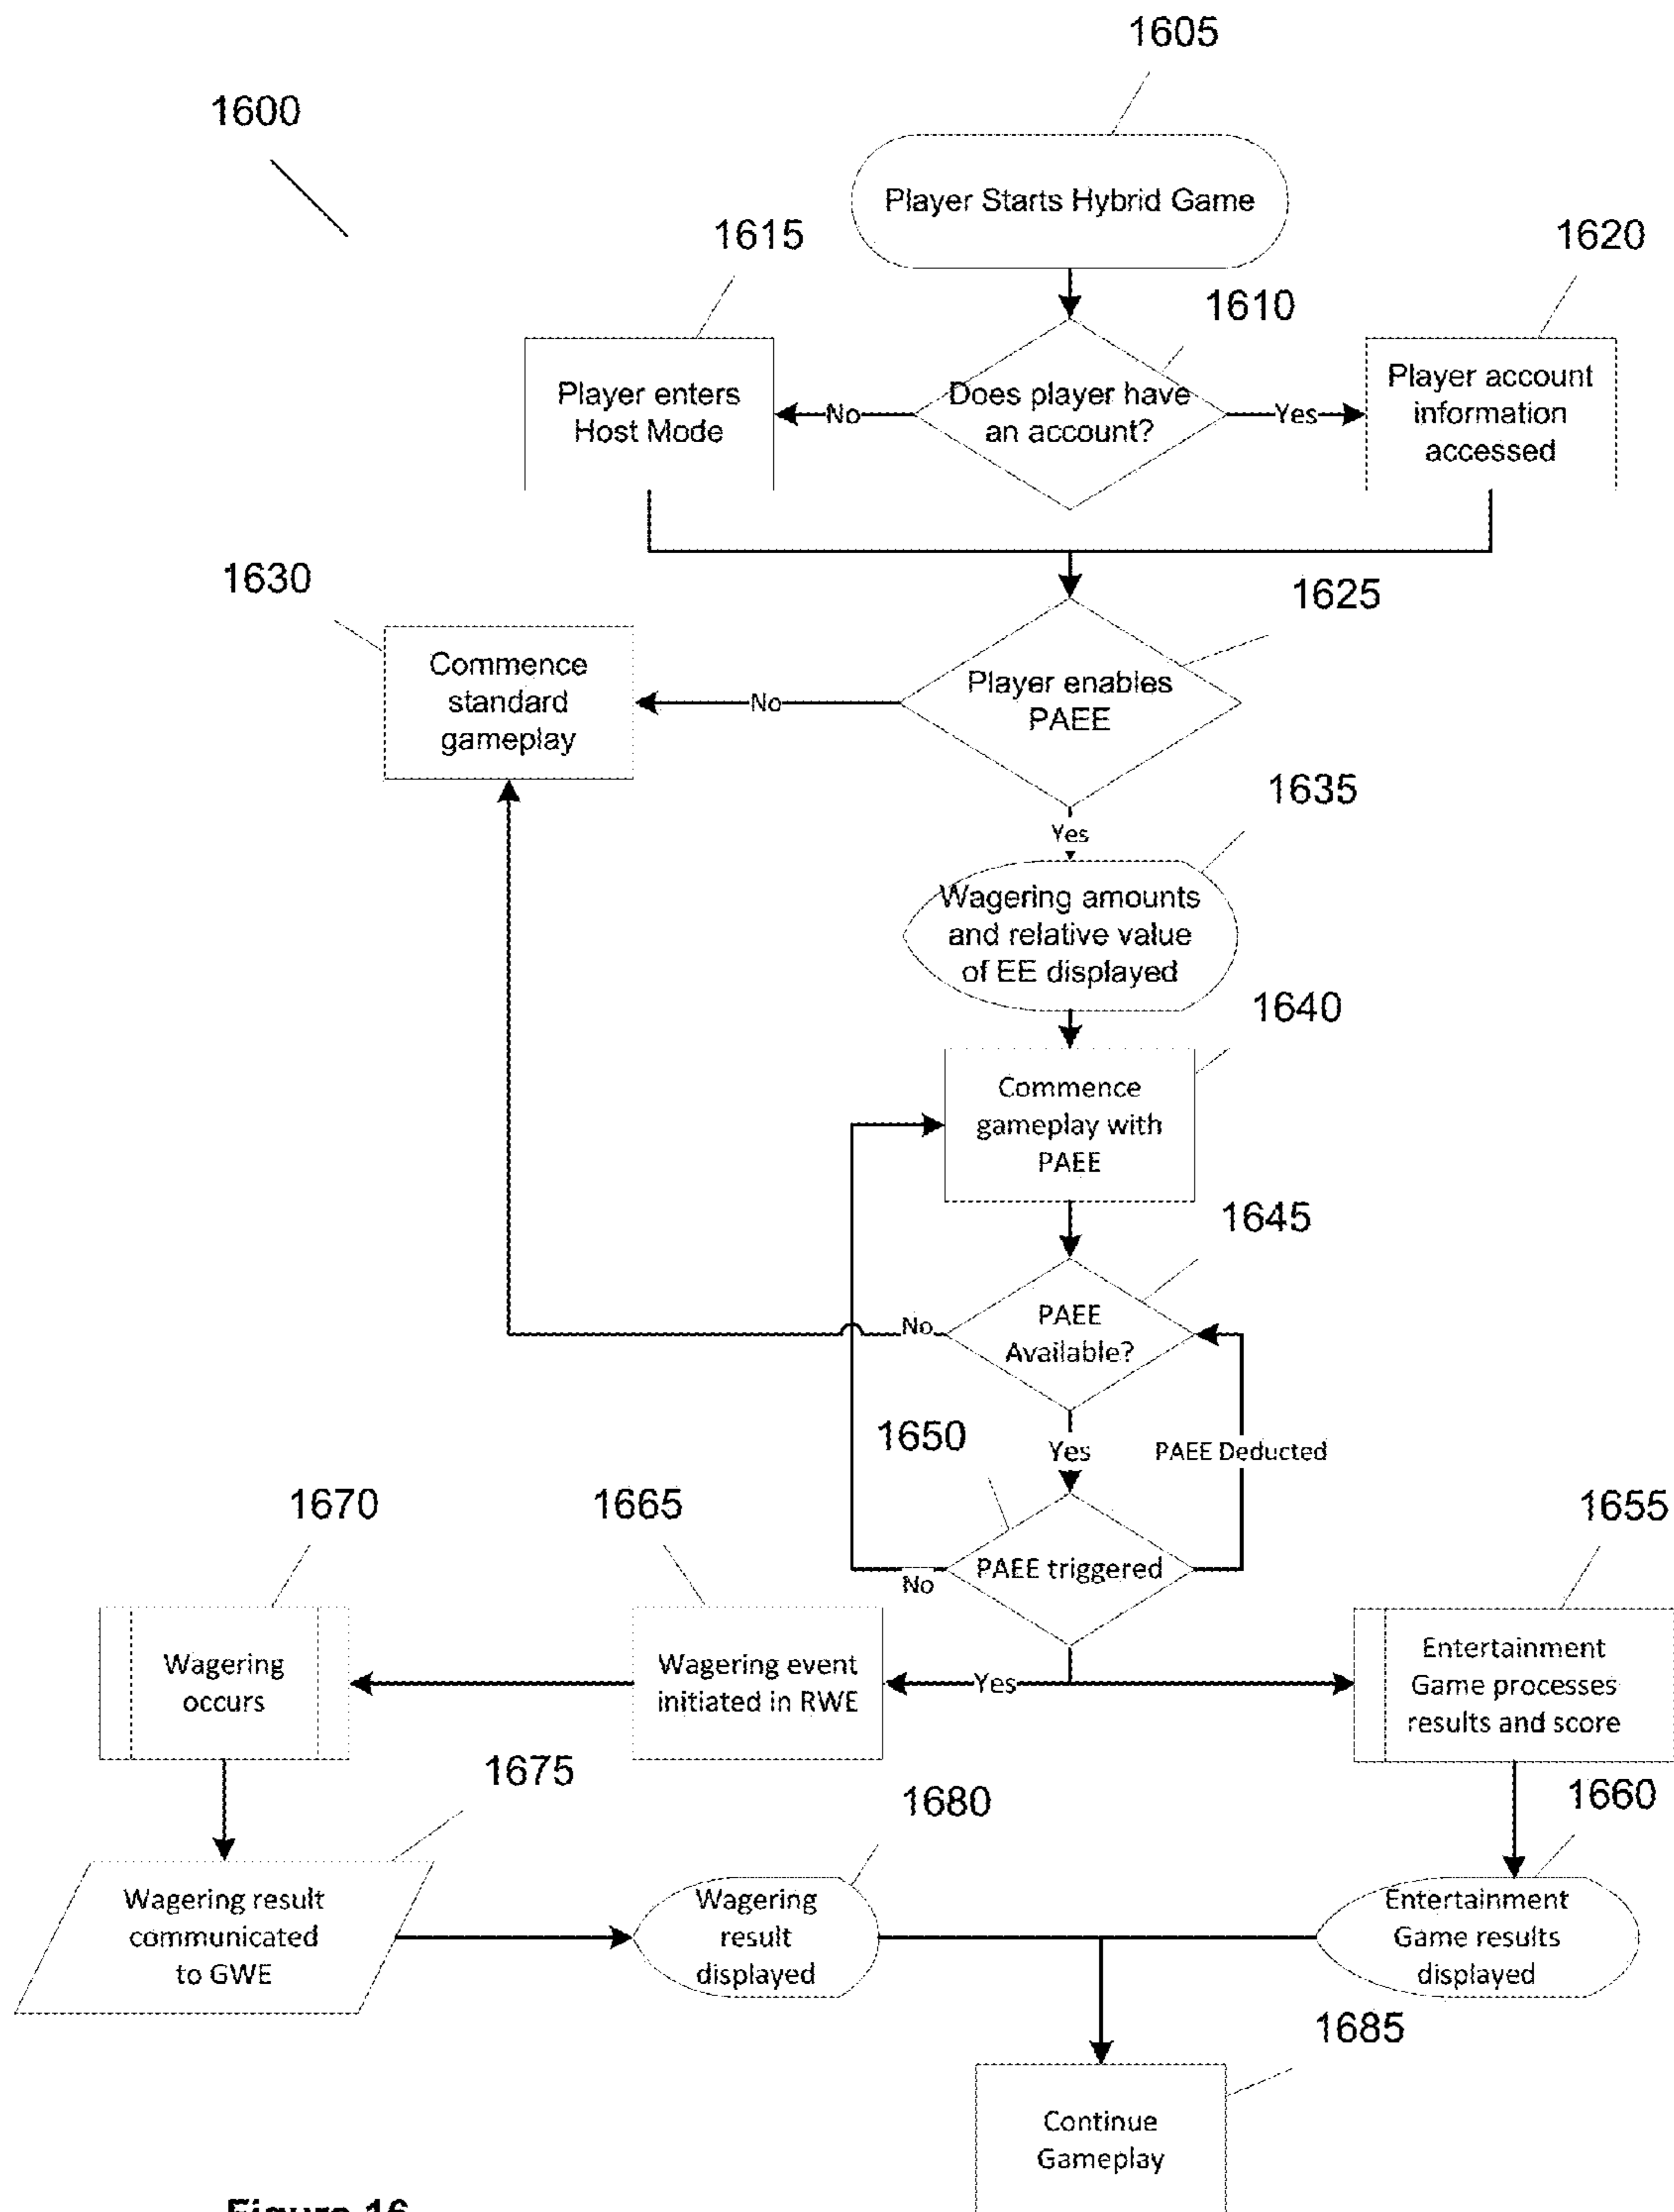 1605
1600
Player Starts Hybrid Game
1615
1620
1610
Player enters
Host Mode
No
Does player have
an account?
Yes
Player account
information
accessed
1630
1625
Commence
standard
gameplay
No
Player enables
PAEE
1635
Yes
Wagering amounts
and relative value
of EE displayed
1640
Commence
gameplay with
PAEE
1645
No
PAEE
Available?
1650
Yes
PAEE Deducted
1670
1665
1655
No
PAEE triggered
Wagering
occurs
Wagering event
initiated in RWE
Yes
Entertainment
Game processes
results and score
1675
1680
1660
Wagering result
communicated
to GWE
Wagering
result
displayed
Entertainment
Game results
displayed
1685
Continue
Gameplay
Figure 16